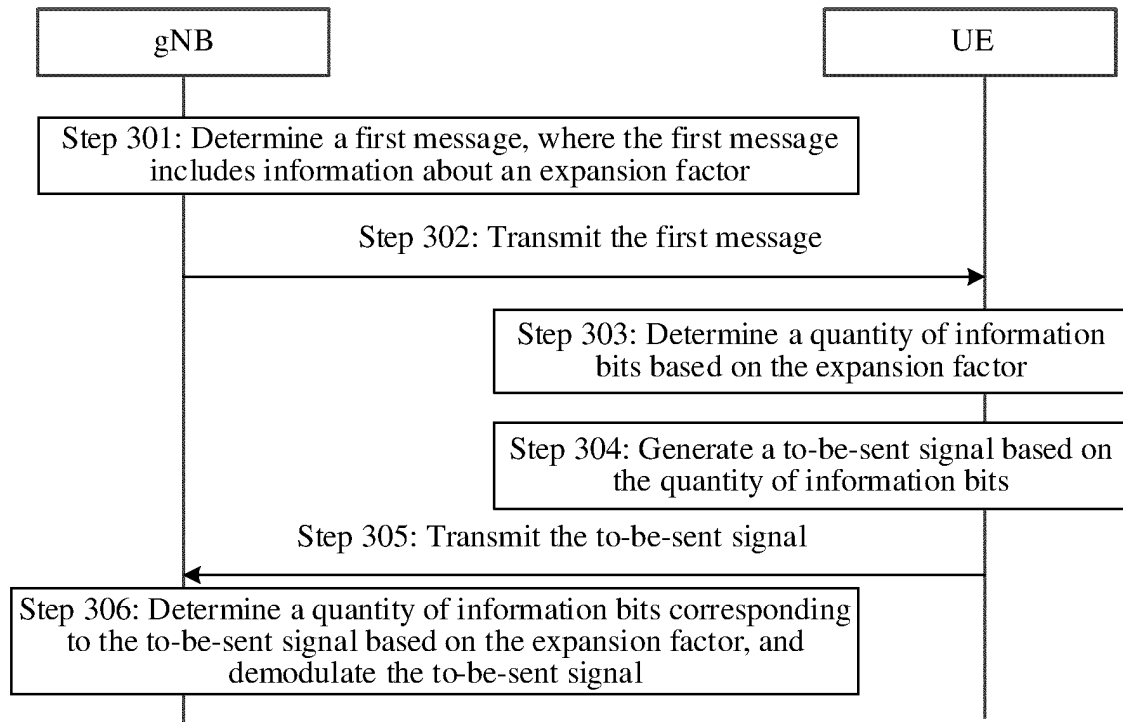 gNB
UE
Step 301: Determine a first message, where the first message
includes information about an expansion factor
Step 302: Transmit the first message
Step 303: Determine a quantity of information
bits based on the expansion factor
Step 304: Generate a to-be-sent signal based on
the quantity of information bits
Step 305: Transmit the to-be-sent signal
Step 306: Determine a quantity of information bits corresponding
to the to-be-sent signal based on the expansion factor, and
demodulate the to-be-sent signal